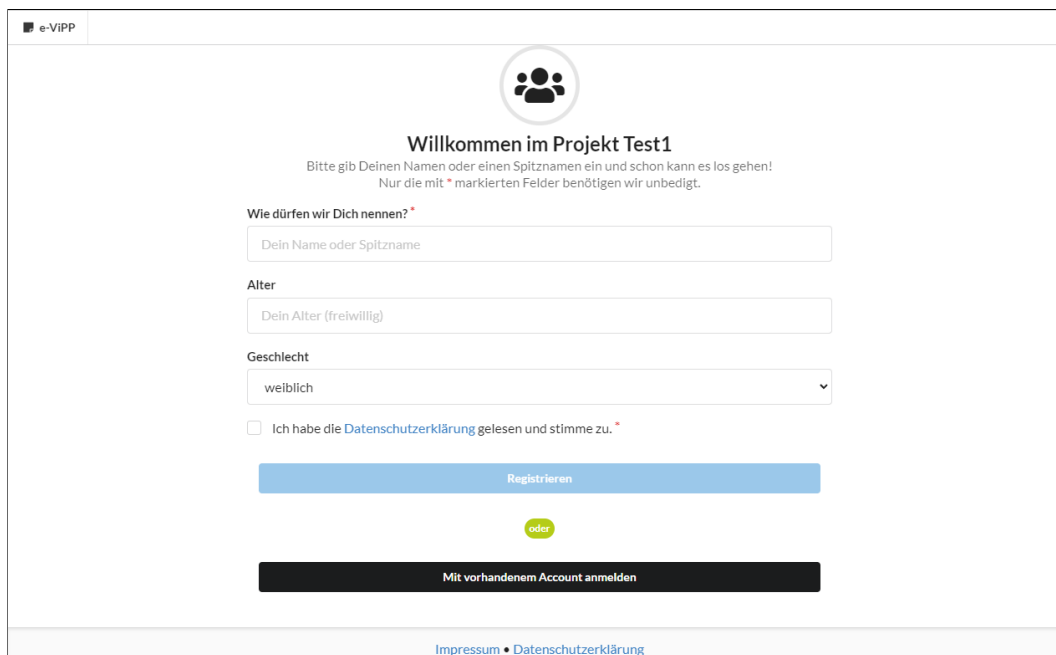 e-ViPP
Willkommen im Projekt Test1
Bitte gib Deinen Namen oder einen Spitznamen ein und schon kann es los gehen!
Nur die mit * markierten Felder benötigen wir unbedigt.
Wie dürfen wir Dich nennen? *
Dein Name oder Spitzname
Alter
Dein Alter (freiwillig)
Geschlecht
weiblich
Ich habe die Datenschutzerklärung gelesen und stimme zu. *
Registrieren
oder
Mit vorhandenem Account anmelden
Impressum • Datenschutzerklärung